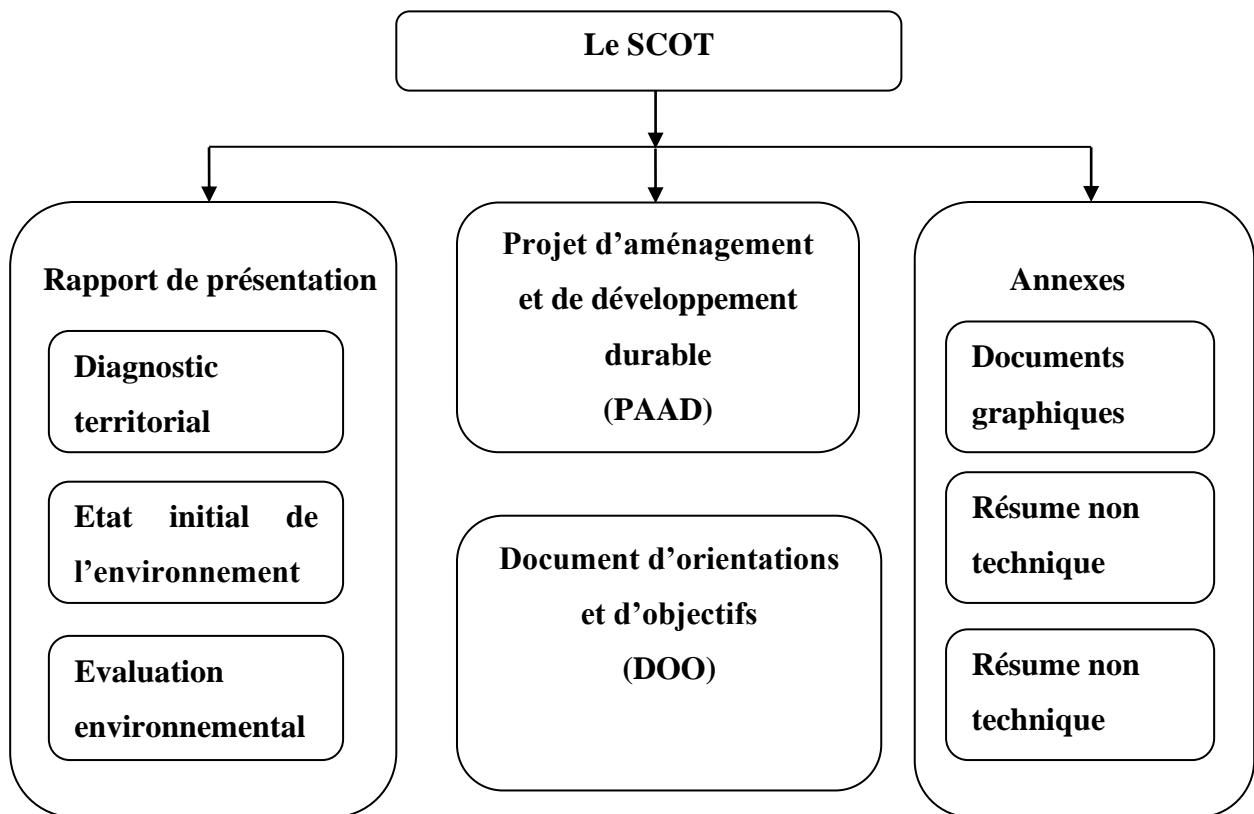 Le SCOT
Rapport de présentation
Diagnostic
territorial
Etat initial de
l’environnement
Evaluation
environnemental
Projet d’aménagement
et de développement
durable
(PAAD)
Document d’orientations
et d’objectifs
(DOO)
Annexes
Documents
graphiques
Résume non
technique
Résume non
technique